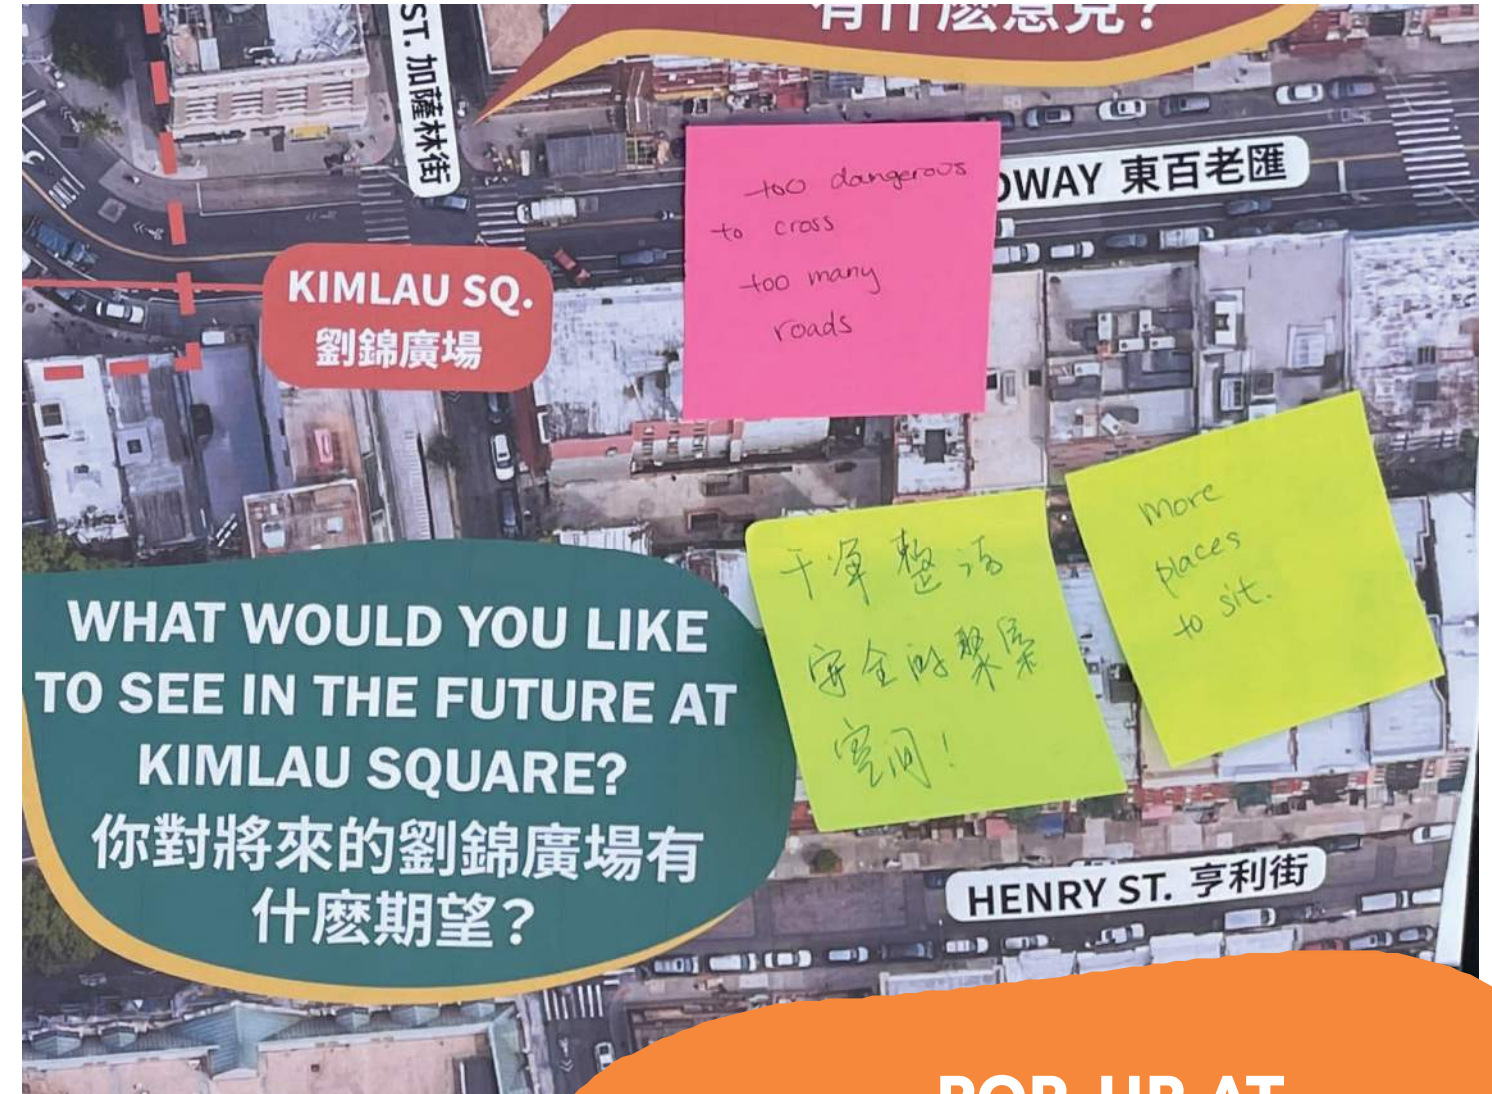 有什麽意見?
ST. 加薩林街
too dangerous
to cross
too many
roads
DWAY 東百老匯
KIMLAU SQ.
劉錦廣場
More
places
to sit.
干净整洁
安全的聚集
空间!
WHAT WOULD YOU LIKE
TO SEE IN THE FUTURE AT
KIMLAU SQUARE?
你對將來的劉錦廣場有
什麽期望?
HENRY ST. 亨利街
POP-UP AT